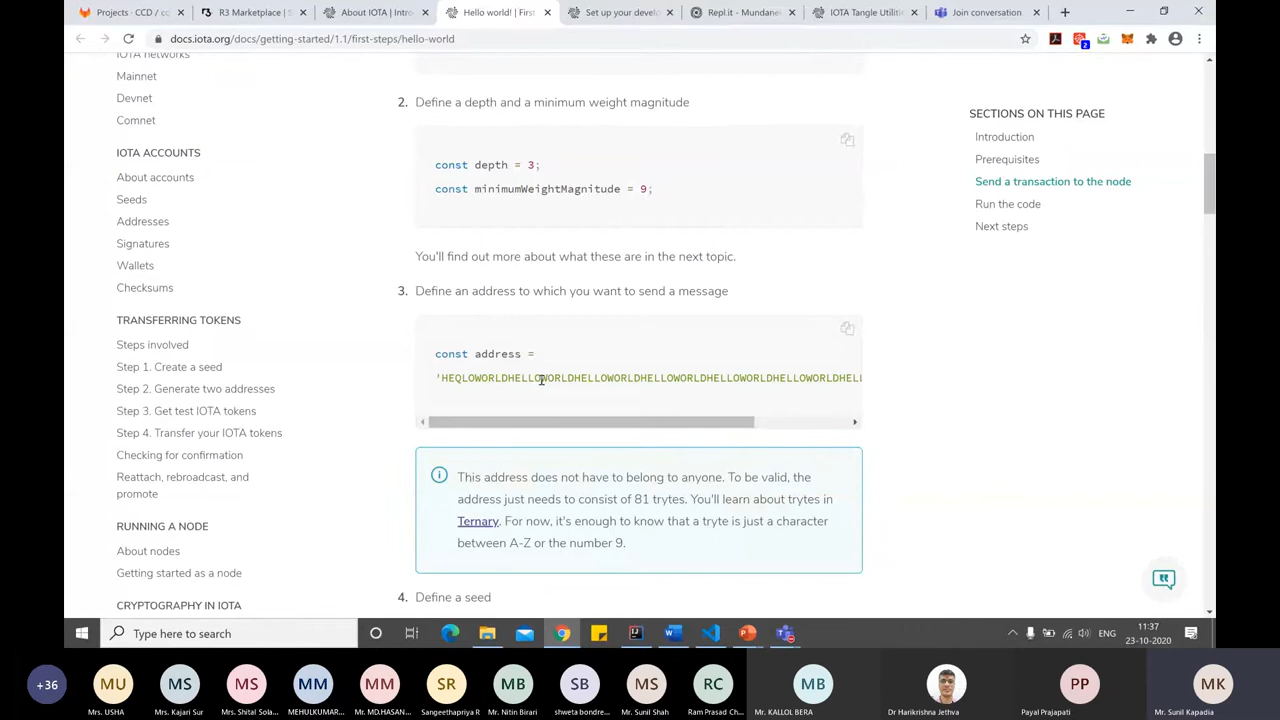 Projects · CCD / cc
R3 Marketplace | S
About IOTA | Intro
Hello world! | First
Set up your develo
Repl.it - Mundane
IOTA Tangle Utilitie
Join conversation
docs.iota.org/docs/getting-started/1.1/first-steps/hello-world
2
IOTA networks
Mainnet
Devnet
Comnet
IOTA ACCOUNTS
About accounts
Seeds
Addresses
Signatures
Wallets
Checksums
TRANSFERRING TOKENS
Steps involved
Step 1. Create a seed
Step 2. Generate two addresses
Step 3. Get test IOTA tokens
Step 4. Transfer your IOTA tokens
Checking for confirmation
Reattach, rebroadcast, and
promote
RUNNING A NODE
About nodes
Getting started as a node
CRYPTOGRAPHY IN IOTA
2. Define a depth and a minimum weight magnitude
const depth = 3;
const minimumWeightMagnitude = 9;
You'll find out more about what these are in the next topic.
3. Define an address to which you want to send a message
const address =
'HEQLOWORLDHELLOWORLDHELLOWORLDHELLOWORLDHELLOWORLDHELLOWORLDHELL
This address does not have to belong to anyone. To be valid, the
address just needs to consist of 81 trytes. You'll learn about trytes in
Ternary. For now, it's enough to know that a tryte is just a character
between A-Z or the number 9.
4. Define a seed
SECTIONS ON THIS PAGE
Introduction
Prerequisites
Send a transaction to the node
Run the code
Next steps
Type here to search
ENG
11:37
23-10-2020
+36
MU
MS
MS
MM
MM
SR
MB
SB
MS
RC
MB
PP
MK
Mrs. USHA
Mrs. Kajari Sur
Mrs. Shital Sola...
MEHULKUMAR...
Mr. MD.HASAN...
Sangeethapriya R
Mr. Nitin Birari
shweta bondre...
Mr. Sunil Shah
Ram Prasad Ch...
Mr. KALLOL BERA
Dr Harikrishna Jethva
Payal Prajapati
Mr. Sunil Kapadia